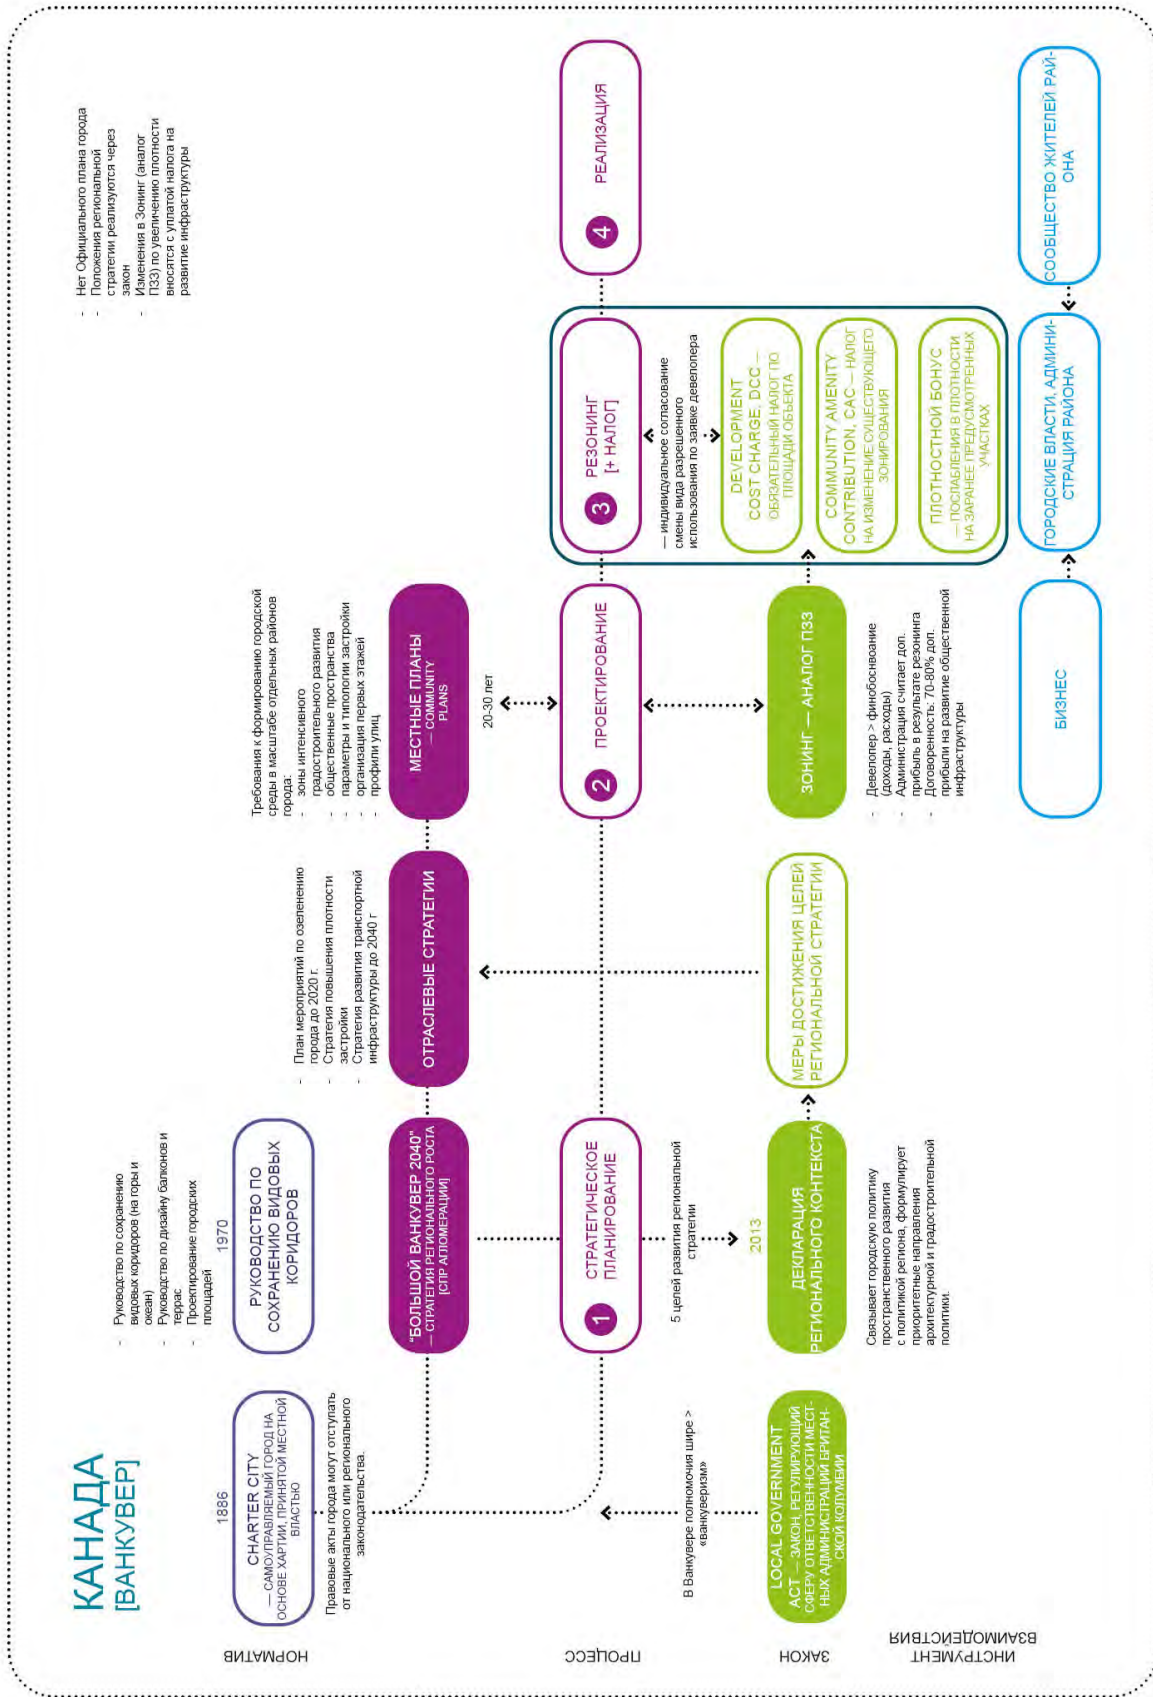 КАНАДА
[ВАНКУВЕР]
- Нет Официального плана города
- Положения региональной
стратегии реализуются через
закон
- Изменения в Зонинг (аналог
ПЗЗ) по увеличению плотности
вносятся с уплатой налога на
развитие инфраструктуры
НОРМАТИВ
1886
CHARTER CITY
— САМОУПРАВЛЯЕМЫЙ ГОРОД НА
ОСНОВЕ ХАРТИИ, ПРИНЯТОЙ МЕСТНОЙ
ВЛАСТЬЮ
Правовые акты города могут отступать
от национального или регионального
законодательства.
- Руководство по сохранению
видовых коридоров (на горы и
океан)
- Руководство по дизайну балконов и
террас
- Проектирование городских
площадей
1970
РУКОВОДСТВО ПО
СОХРАНЕНИЮ ВИДОВЫХ
КОРИДОРОВ
"БОЛЬШОЙ ВАНКУВЕР 2040"
— СТРАТЕГИЯ РЕГИОНАЛЬНОГО РОСТА
[СПР АГЛОМЕРАЦИИ]
- План мероприятий по озеленению
города до 2020 г.
- Стратегия повышения плотности
застройки
- Стратегия развития транспортной
инфраструктуры до 2040 г
ОТРАСЛЕВЫЕ СТРАТЕГИИ
Требования к формированию городской
среды в масштабе отдельных районов
города:
- зоны интенсивного
градостроительного развития
- общественные пространства
- параметры и типологии застройки
- организация первых этажей
- профили улиц
МЕСТНЫЕ ПЛАНЫ
— COMMUNITY
PLANS
20-30 лет
ПРОЦЕСС
1
СТРАТЕГИЧЕСКОЕ
ПЛАНИРОВАНИЕ
2
ПРОЕКТИРОВАНИЕ
3
РЕЗОНИНГ
[+ НАЛОГ]
4
РЕАЛИЗАЦИЯ
— индивидуальное согласование
смены вида разрешенного
использования по заявке девелопера
5 целей развития региональной
стратегии
В Ванкувере полномочия шире >
«ванкуверизм»
ЗАКОН
LOCAL GOVERNMENT
ACT — ЗАКОН, РЕГУЛИРУЮЩИЙ
СФЕРУ ОТВЕТСТВЕННОСТИ МЕСТ-
НЫХ АДМИНИСТРАЦИЙ БРИТАН-
СКОЙ КОЛУМБИИ
2013
ДЕКЛАРАЦИЯ
РЕГИОНАЛЬНОГО КОНТЕКСТА
Связывает городскую политику
пространственного развития
с политикой региона, формулирует
приоритетные направления
архитектурной и градостроительной
политики.
МЕРЫ ДОСТИЖЕНИЯ ЦЕЛЕЙ
РЕГИОНАЛЬНОЙ СТРАТЕГИИ
ЗОНИНГ — АНАЛОГ ПЗЗ
- Девелопер > финобоснвоание
(доходы, расходы)
- Администрация считает доп.
прибыль в результате резонинга
- Договоренность: 70-80% доп.
прибыли на развитие общественной
инфраструктуры
DEVELOPMENT
COST CHARGE, DCC —
ОБЯЗАТЕЛЬНЫЙ НАЛОГ ПО
ПЛОЩАДИ ОБЪЕКТА
COMMUNITY AMENITY
CONTRIBUTION, CAC — НАЛОГ
НА ИЗМЕНЕНИЕ СУЩЕСТВУЮЩЕГО
ЗОНИРОВАНИЯ
ПЛОТНОСТНОЙ БОНУС
— ПОСЛАБЛЕНИЯ В ПЛОТНОСТИ
НА ЗАРАНЕЕ ПРЕДУСМОТРЕННЫХ
УЧАСТКАХ
ИНСТРУМЕНТ
ВЗАИМОДЕЙСТВИЯ
БИЗНЕС
ГОРОДСКИЕ ВЛАСТИ, АДМИНИ-
СТРАЦИЯ РАЙОНА
СООБЩЕСТВО ЖИТЕЛЕЙ РАЙ-
ОНА